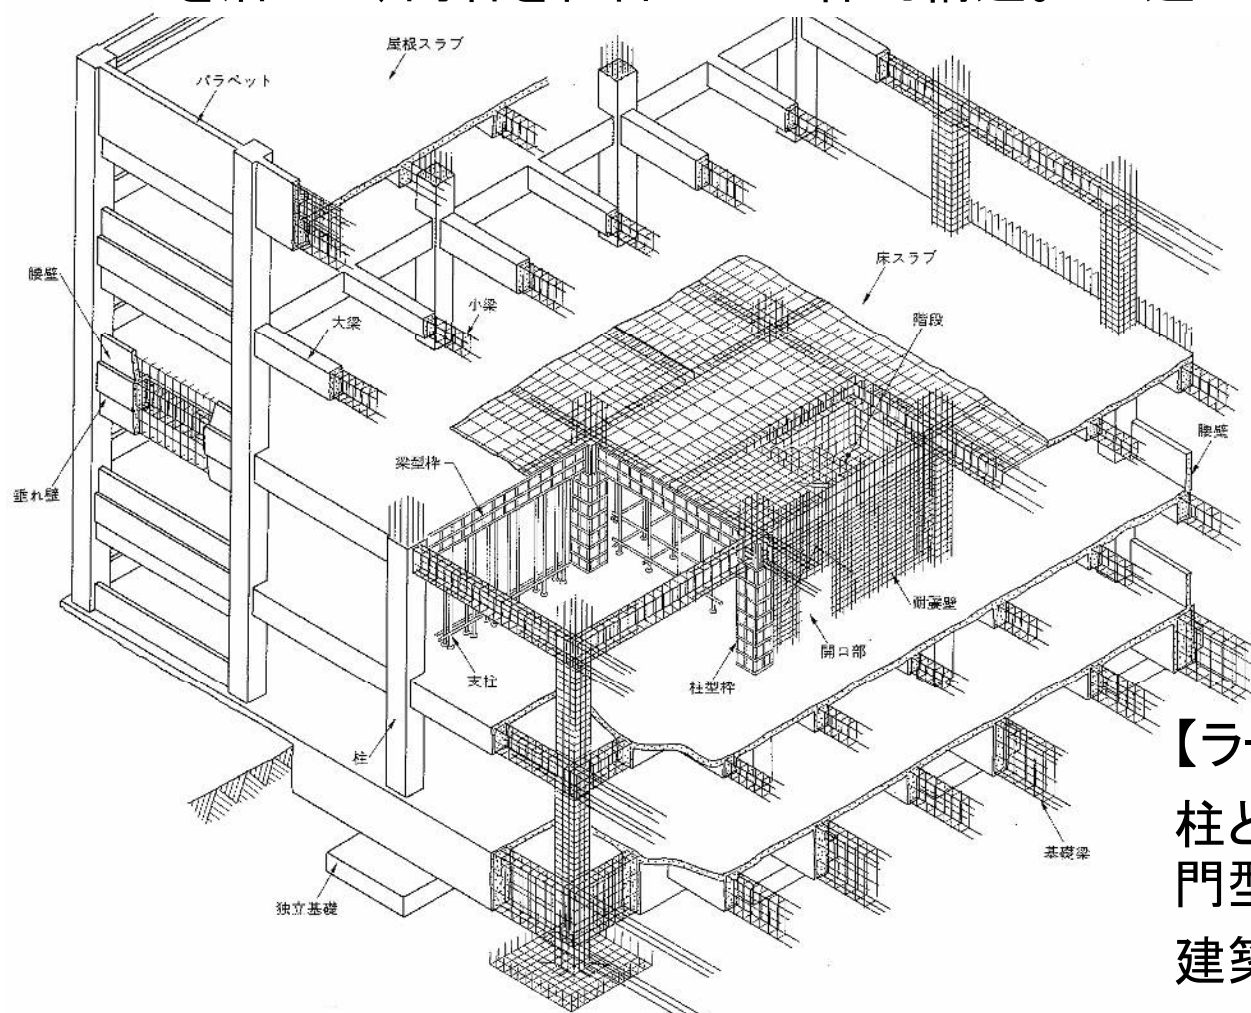 屋根スラブ
パラペット
床スラブ
腰壁
小梁
大梁
階段
腰壁
梁型枠
垂れ壁
耐震壁
開口部
支柱
柱型枠
柱
【ラー
柱と
門型
建築
基礎梁
独立基礎